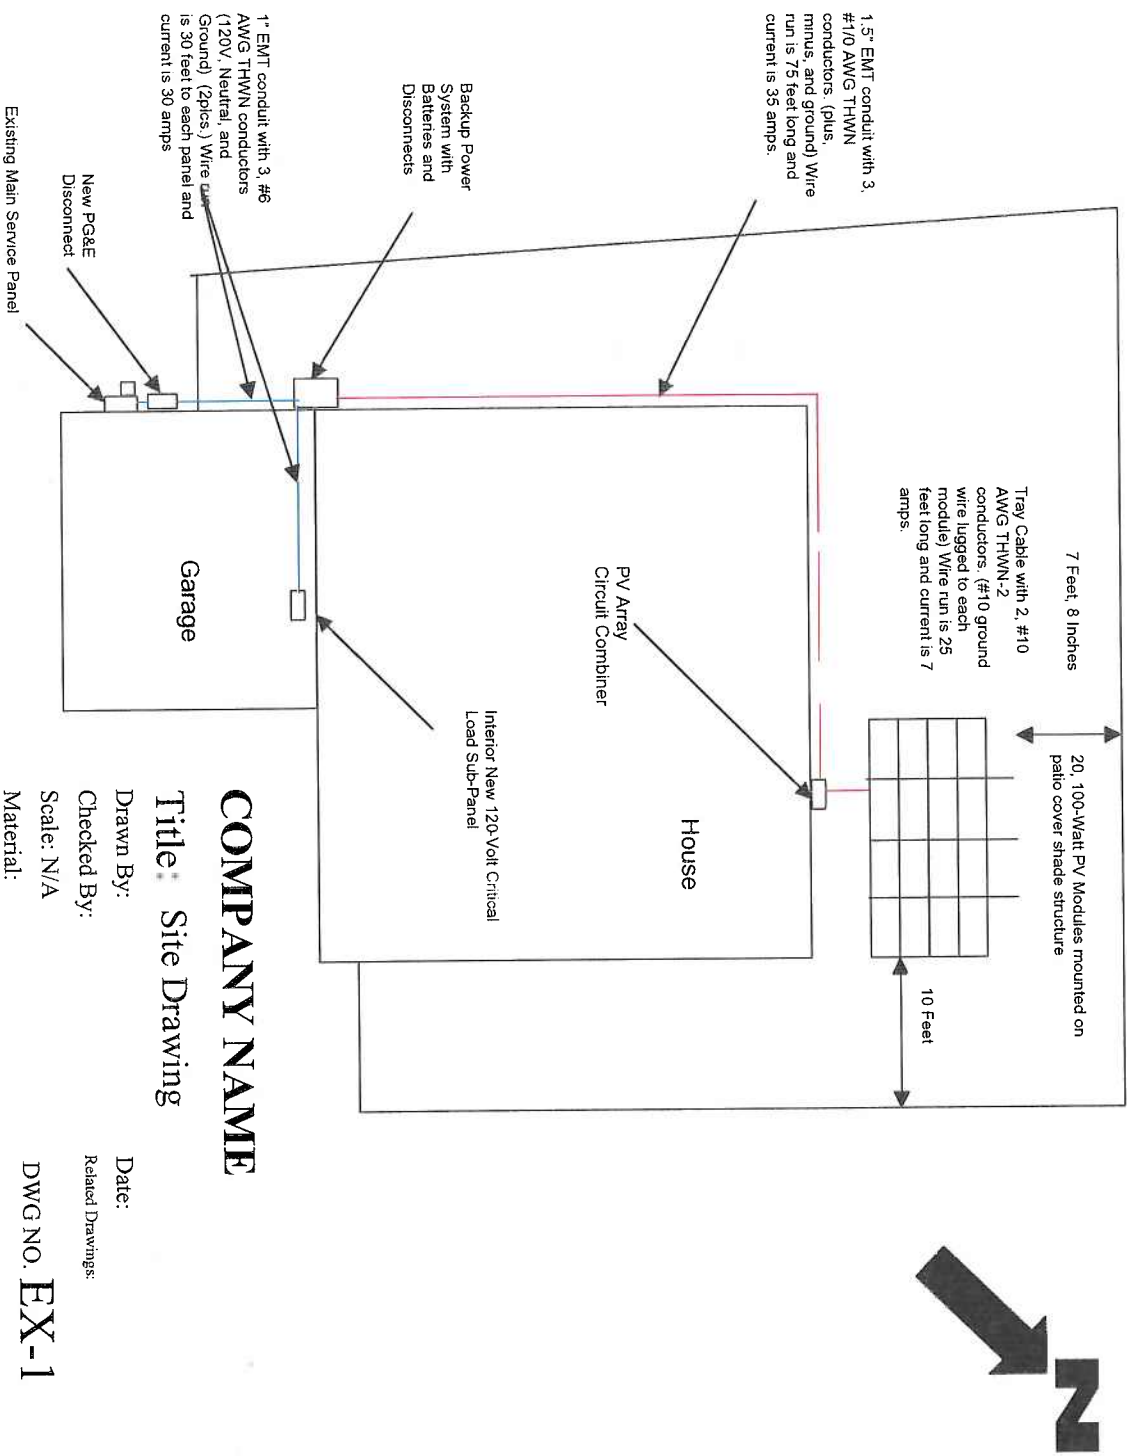 1.5" EMT conduit with 3,
#1/0 AWG THWN
conductors. (plus,
minus, and ground) Wire
run is 75 feet long and
current is 35 amps.
Backup Power
System with
Batteries and
Disconnects
1" EMT conduit with 3, #6
AWG THWN conductors
(120V, Neutral, and
Ground) (2plcs.) Wire run
is 30 feet to each panel and
current is 30 amps
New PG&E
Disconnect
Existing Main Service Panel
7 Feet, 8 Inches
Tray Cable with 2, #10
AWG THWN-2
conductors. (#10 ground
wire lugged to each
module) Wire run is 25
feet long and current is 7
amps.
20, 100-Watt PV Modules mounted on
patio cover shade structure
10 Feet
PV Array
Circuit Combiner
House
Garage
Interior New 120-Volt Critical
Load Sub-Panel
N
COMPANY NAME
Title: Site Drawing
Drawn By:
Date:
Checked By:
Related Drawings:
Scale: N/A
Material:
DWG NO. EX-1